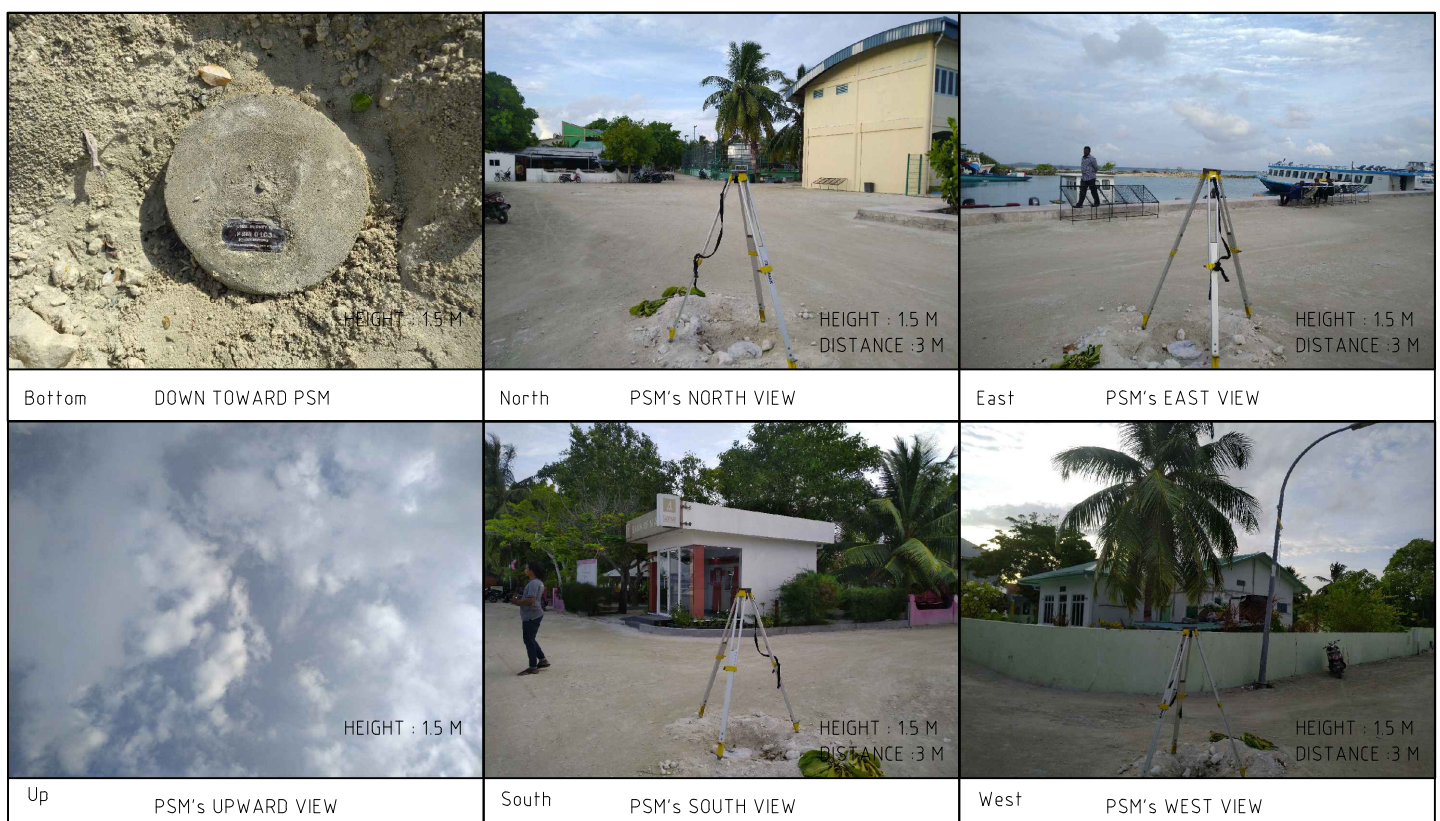 PSM 0103
HEIGHT : 1.5 M
HEIGHT : 1.5 M
DISTANCE :3 M
HEIGHT : 1.5 M
DISTANCE :3 M
Bottom DOWN TOWARD PSM
North PSM's NORTH VIEW
East PSM's EAST VIEW
HEIGHT : 1.5 M
HEIGHT : 1.5 M
DISTANCE :3 M
HEIGHT : 1.5 M
DISTANCE :3 M
Up PSM's UPWARD VIEW
South PSM's SOUTH VIEW
West PSM's WEST VIEW